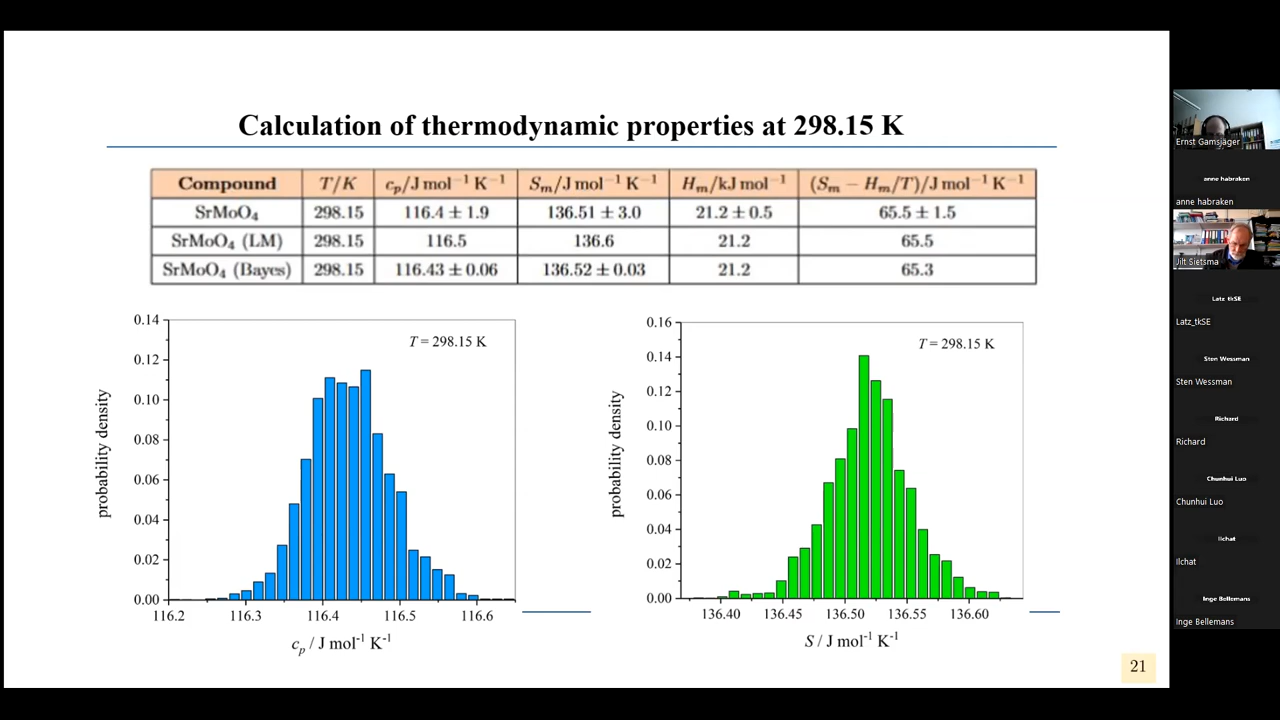 Calculation of thermodynamic properties at 298.15 K
Compound T/K cp/J mol⁻¹ K⁻¹ Sm/J mol⁻¹ K⁻¹ Hm/kJ mol⁻¹ (Sm − Hm/T)/J mol⁻¹ K⁻¹
SrMoO₄ 298.15 116.4 ± 1.9 136.51 ± 3.0 21.2 ± 0.5 65.5 ± 1.5
SrMoO₄ (LM) 298.15 116.5 136.6 21.2 65.5
SrMoO₄ (Bayes) 298.15 116.43 ± 0.06 136.52 ± 0.03 21.2 65.3
0.14
0.12
0.10
0.08
0.06
0.04
0.02
0.00
probability density
T = 298.15 K
116.2 116.3 116.4 116.5 116.6
cp / J mol⁻¹ K⁻¹
0.16
0.14
0.12
0.10
0.08
0.06
0.04
0.02
0.00
probability density
T = 298.15 K
136.40 136.45 136.50 136.55 136.60
S / J mol⁻¹ K⁻¹
21
Ernst Gamsjäger
anne habraken
anne habraken
Jilt Sietsma
Latz_tkSE
Latz_tkSE
Sten Wessman
Sten Wessman
Richard
Richard
Chunhui Luo
Chunhui Luo
Ilchat
Ilchat
Inge Bellemans
Inge Bellemans